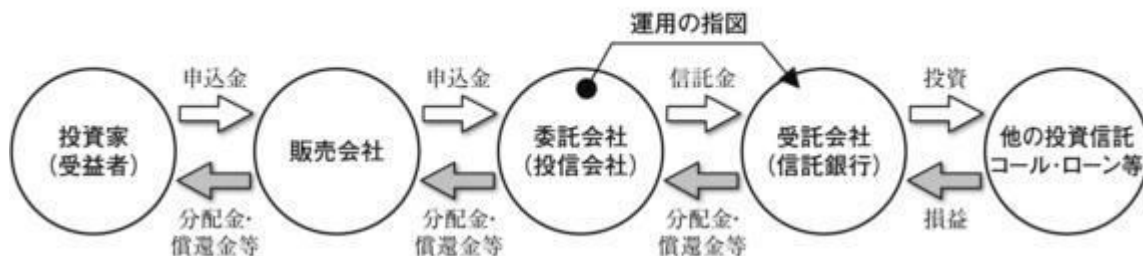 運用の指図
申込金
申込金
信託金
投資
投資家
(受益者)
販売会社
委託会社
(投信会社)
受託会社
(信託銀行)
他の投資信託
コール・ローン等
分配金・
償還金等
分配金・
償還金等
分配金・
償還金等
損益